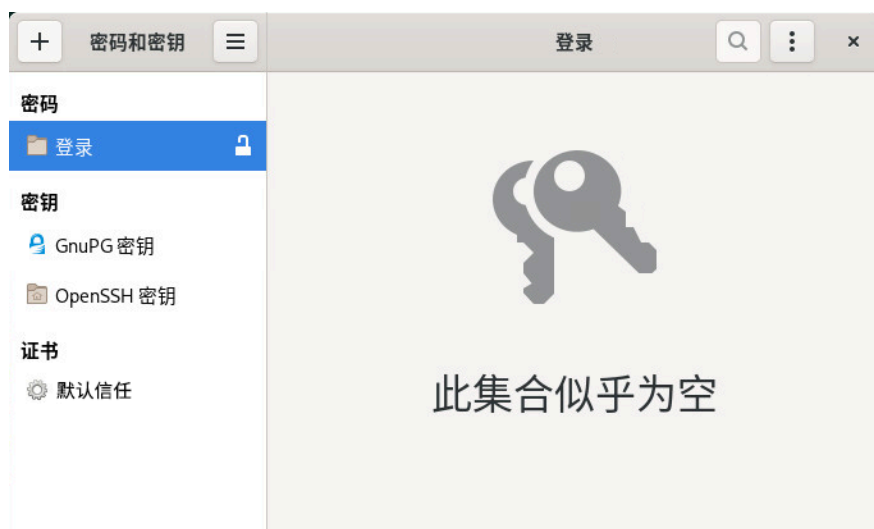 密码和密钥
登录
密码
登录
密钥
GnuPG 密钥
OpenSSH 密钥
证书
默认信任
此集合似乎为空